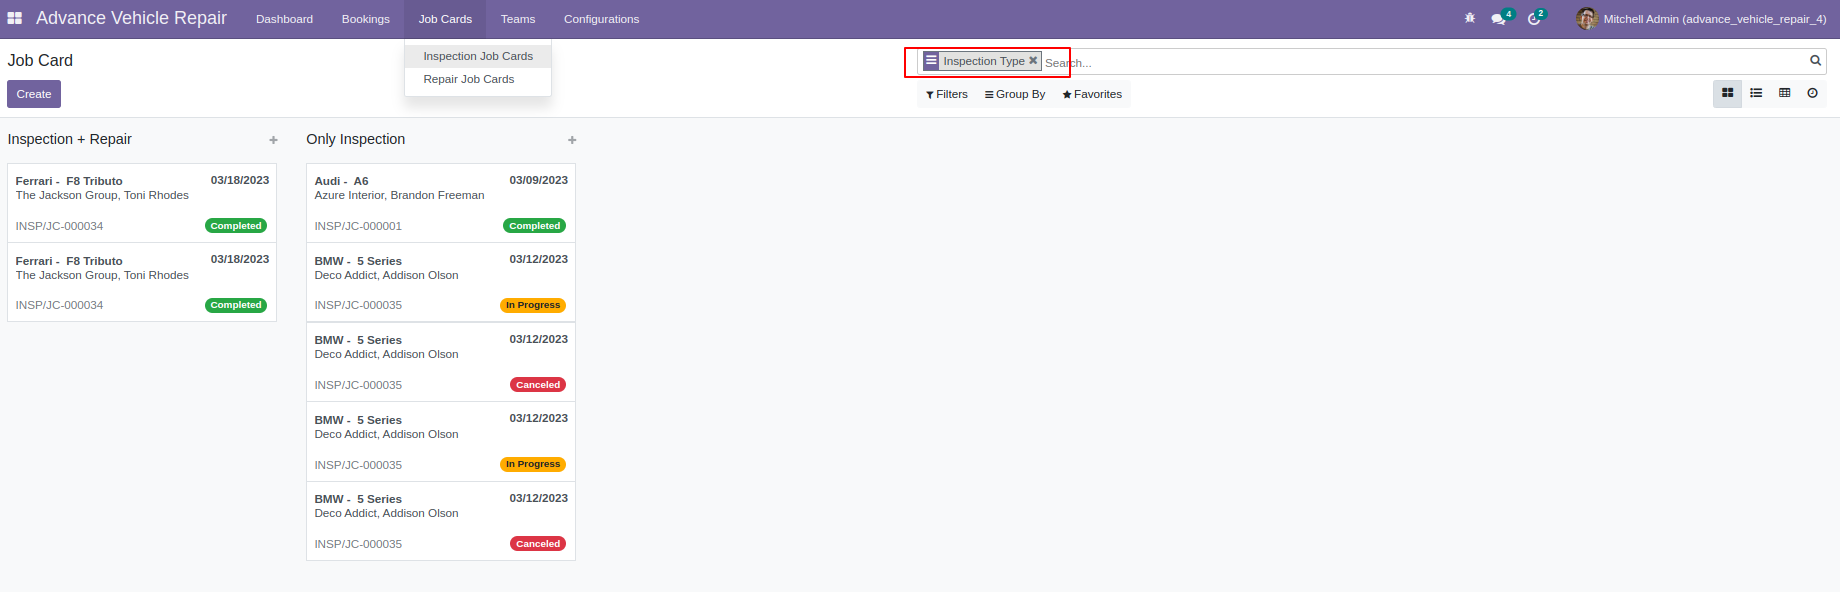 Advance Vehicle Repair Dashboard Bookings Job Cards Teams Configurations 4 2 Mitchell Admin (advance_vehicle_repair_4)
Inspection Job Cards
Repair Job Cards
Job Card
Inspection Type Search...
Create
Filters Group By Favorites
Inspection + Repair
Ferrari - F8 Tributo 03/18/2023
The Jackson Group, Toni Rhodes
INSP/JC-000034 Completed
Ferrari - F8 Tributo 03/18/2023
The Jackson Group, Toni Rhodes
INSP/JC-000034 Completed
Only Inspection
Audi - A6 03/09/2023
Azure Interior, Brandon Freeman
INSP/JC-000001 Completed
BMW - 5 Series 03/12/2023
Deco Addict, Addison Olson
INSP/JC-000035 In Progress
BMW - 5 Series 03/12/2023
Deco Addict, Addison Olson
INSP/JC-000035 Canceled
BMW - 5 Series 03/12/2023
Deco Addict, Addison Olson
INSP/JC-000035 In Progress
BMW - 5 Series 03/12/2023
Deco Addict, Addison Olson
INSP/JC-000035 Canceled